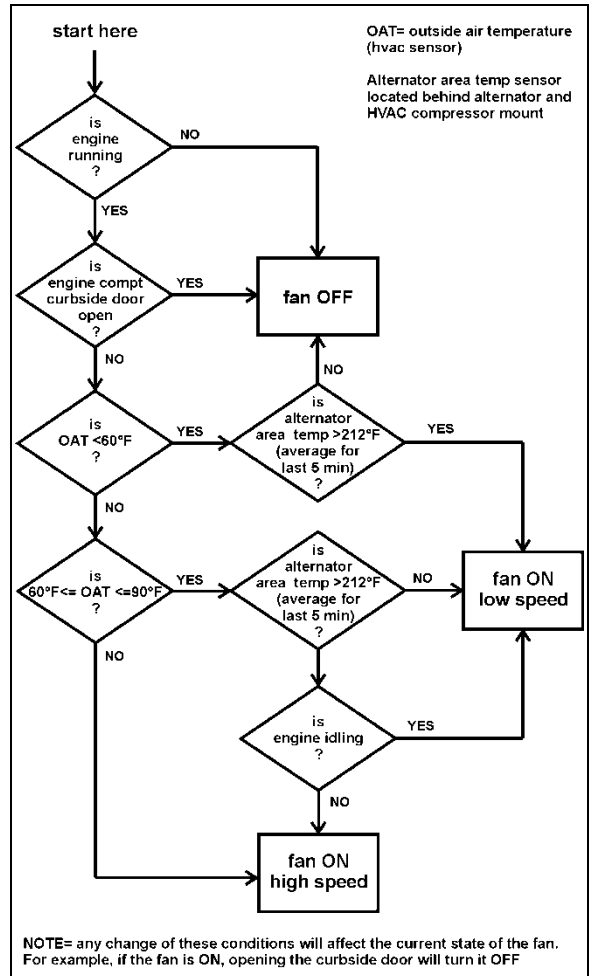 start here
OAT= outside air temperature
(hvac sensor)
Alternator area temp sensor
located behind alternator and
HVAC compressor mount
is
engine
running
?
NO
YES
is
engine compt
curbside door
open
?
YES
fan OFF
NO
NO
is
OAT <60°F
?
YES
is
alternator
area temp >212°F
(average for
last 5 min)
?
YES
NO
is
60°F<= OAT <=90°F
?
YES
is
alternator
area temp >212°F
(average for
last 5 min)
?
NO
fan ON
low speed
NO
is
engine idling
?
YES
NO
fan ON
high speed
NOTE= any change of these conditions will affect the current state of the fan.
For example, if the fan is ON, opening the curbside door will turn it OFF